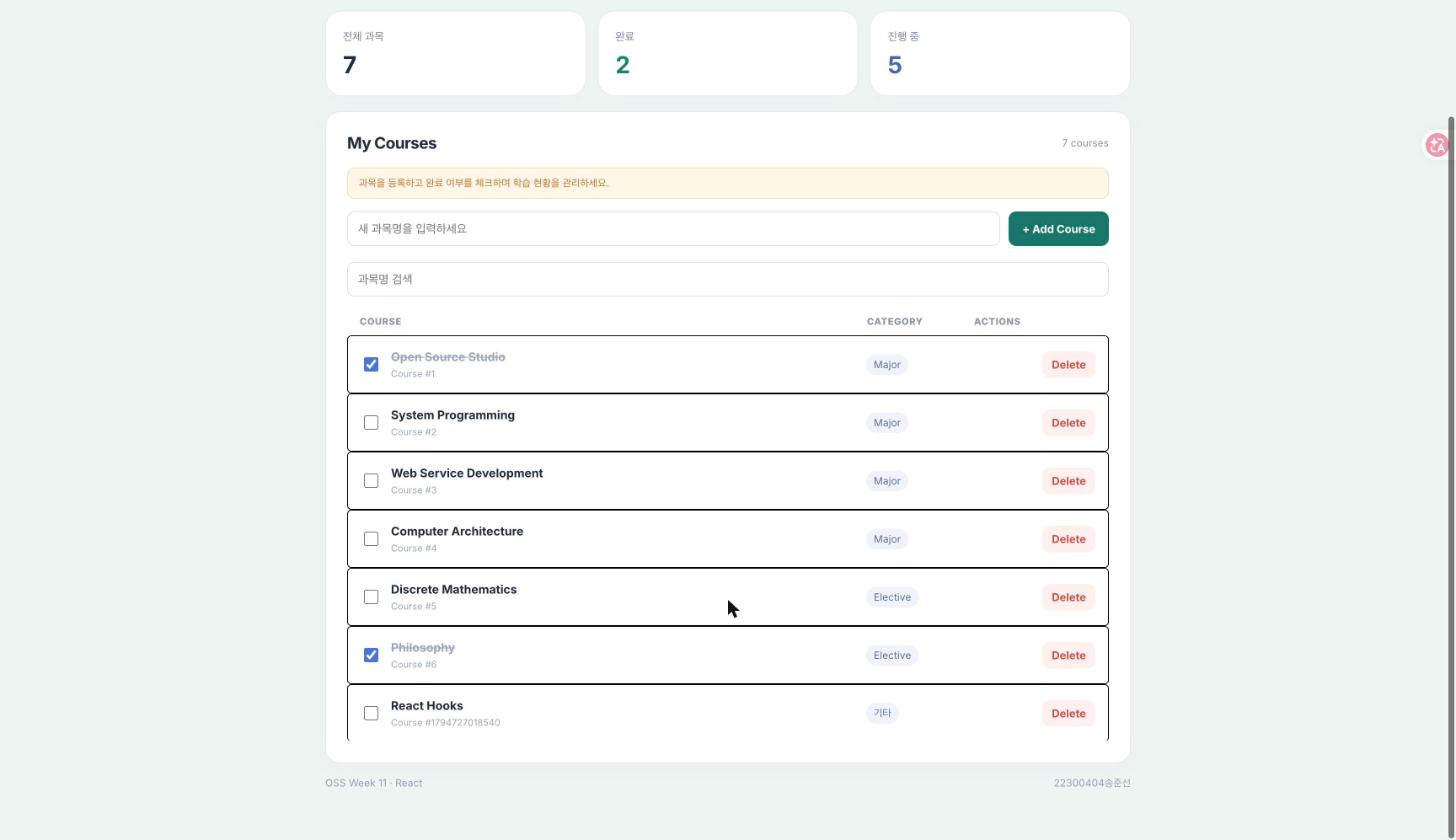 전체 과목
7
완료
2
진행 중
5
My Courses
7 courses
과목을 등록하고 완료 여부를 체크하며 학습 현황을 관리하세요.
새 과목명을 입력하세요
+ Add Course
과목명 검색
COURSE CATEGORY ACTIONS
Open Source Studio
Course #1
Major
Delete
System Programming
Course #2
Major
Delete
Web Service Development
Course #3
Major
Delete
Computer Architecture
Course #4
Major
Delete
Discrete Mathematics
Course #5
Elective
Delete
Philosophy
Course #6
Elective
Delete
React Hooks
Course #1794727018540
기타
Delete
OSS Week 11 · React
22300404송준선